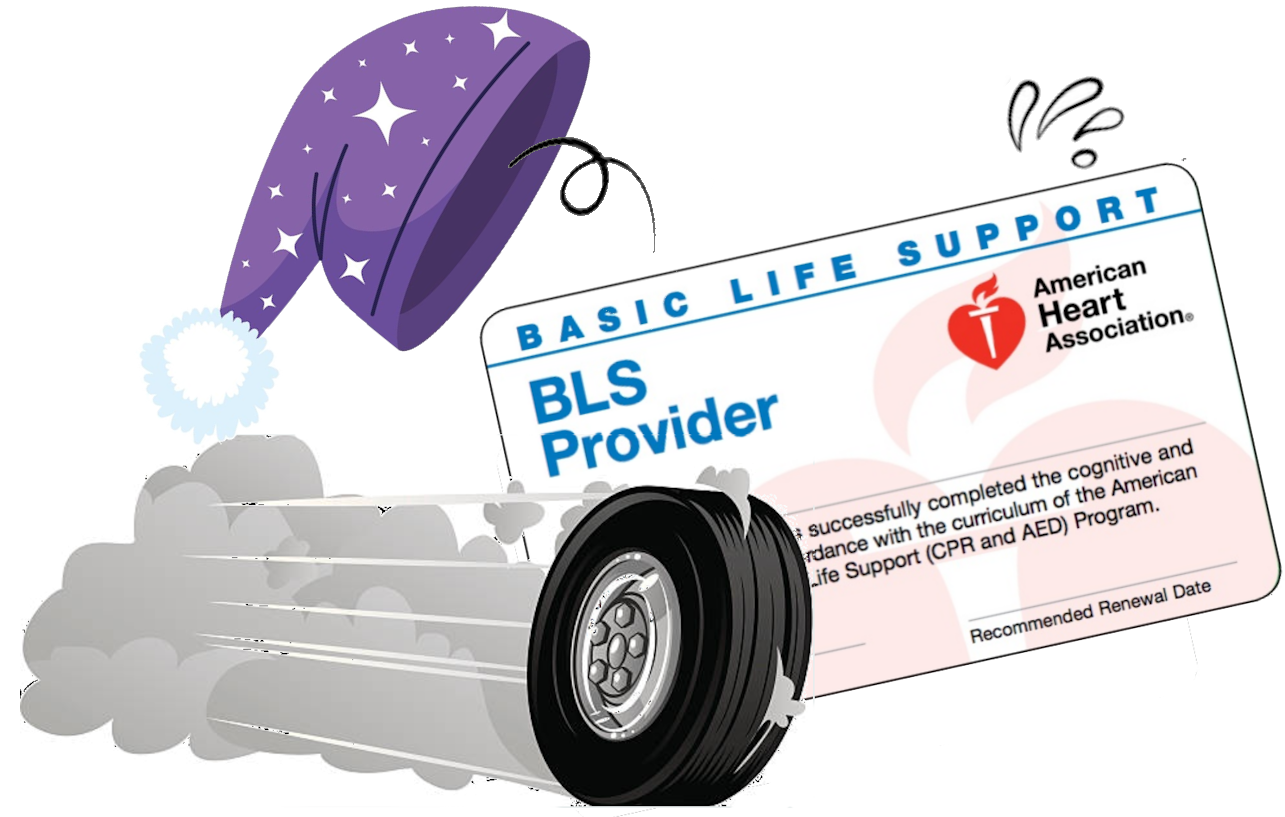 BASIC LIFE SUPPORT
American
Heart
Association®
BLS
Provider
successfully completed the cognitive and
with the curriculum of the American
Life Support (CPR and AED) Program.
Recommended Renewal Date